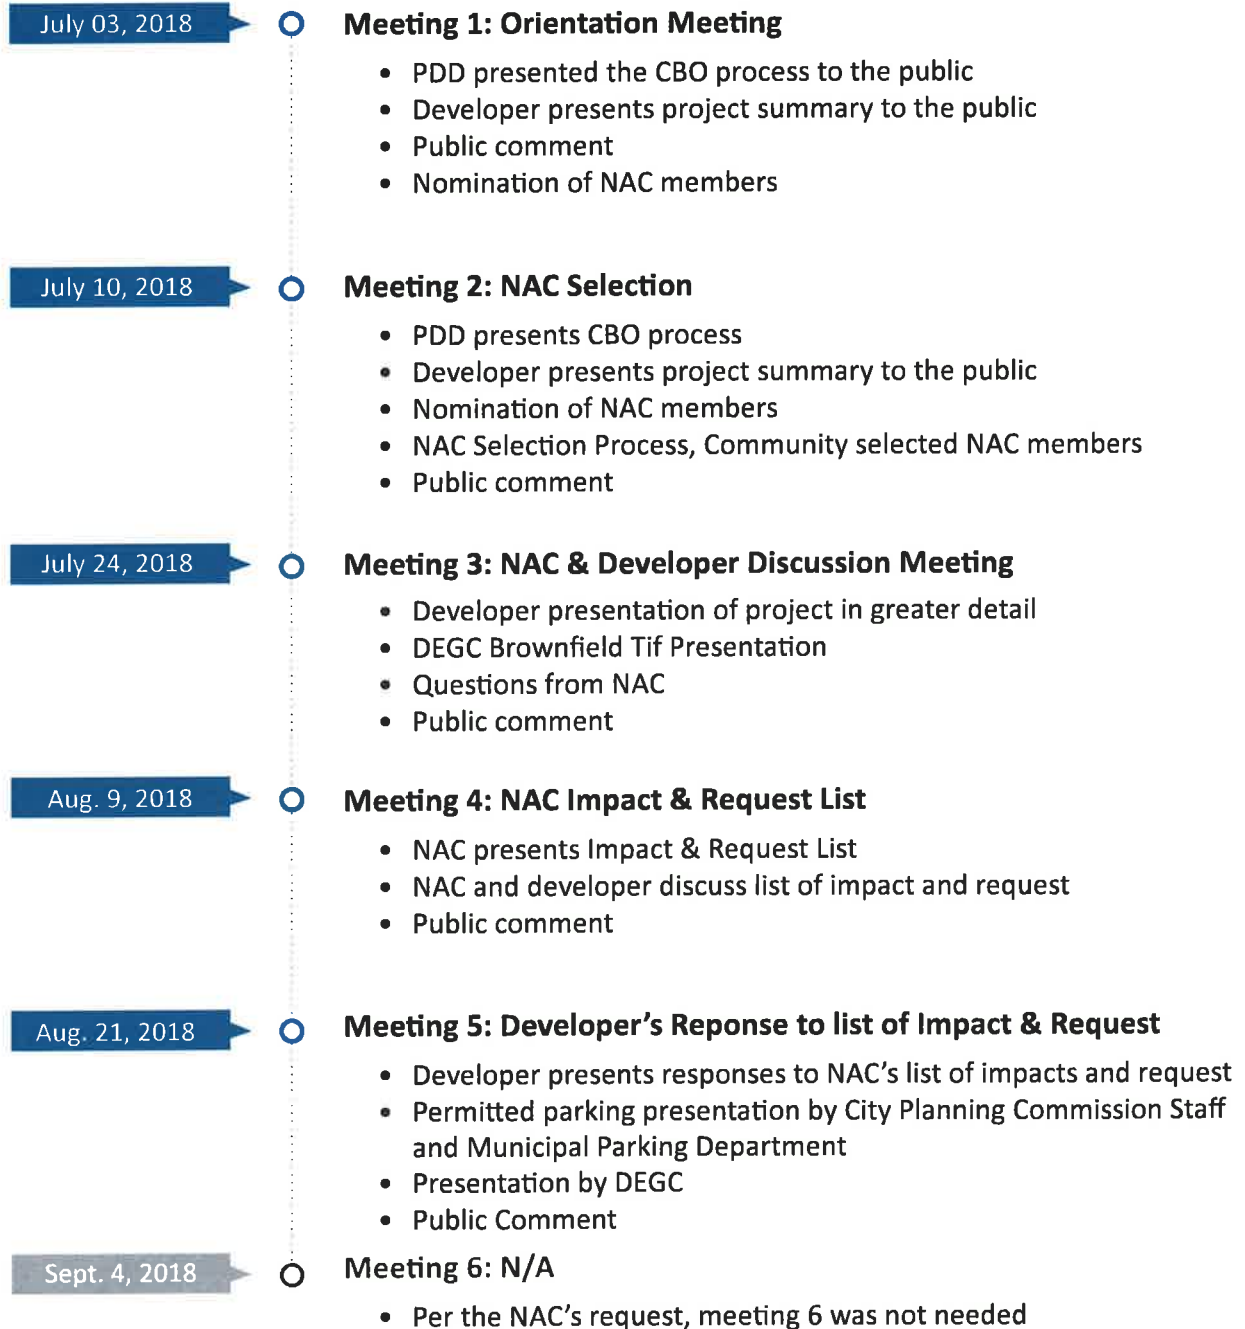 July 03, 2018
Meeting 1: Orientation Meeting
• PDD presented the CBO process to the public
• Developer presents project summary to the public
• Public comment
• Nomination of NAC members
July 10, 2018
Meeting 2: NAC Selection
• PDD presents CBO process
• Developer presents project summary to the public
• Nomination of NAC members
• NAC Selection Process, Community selected NAC members
• Public comment
July 24, 2018
Meeting 3: NAC & Developer Discussion Meeting
• Developer presentation of project in greater detail
• DEGC Brownfield Tif Presentation
• Questions from NAC
• Public comment
Aug. 9, 2018
Meeting 4: NAC Impact & Request List
• NAC presents Impact & Request List
• NAC and developer discuss list of impact and request
• Public comment
Aug. 21, 2018
Meeting 5: Developer’s Reponse to list of Impact & Request
• Developer presents responses to NAC’s list of impacts and request
• Permitted parking presentation by City Planning Commission Staff
and Municipal Parking Department
• Presentation by DEGC
• Public Comment
Sept. 4, 2018
Meeting 6: N/A
• Per the NAC’s request, meeting 6 was not needed